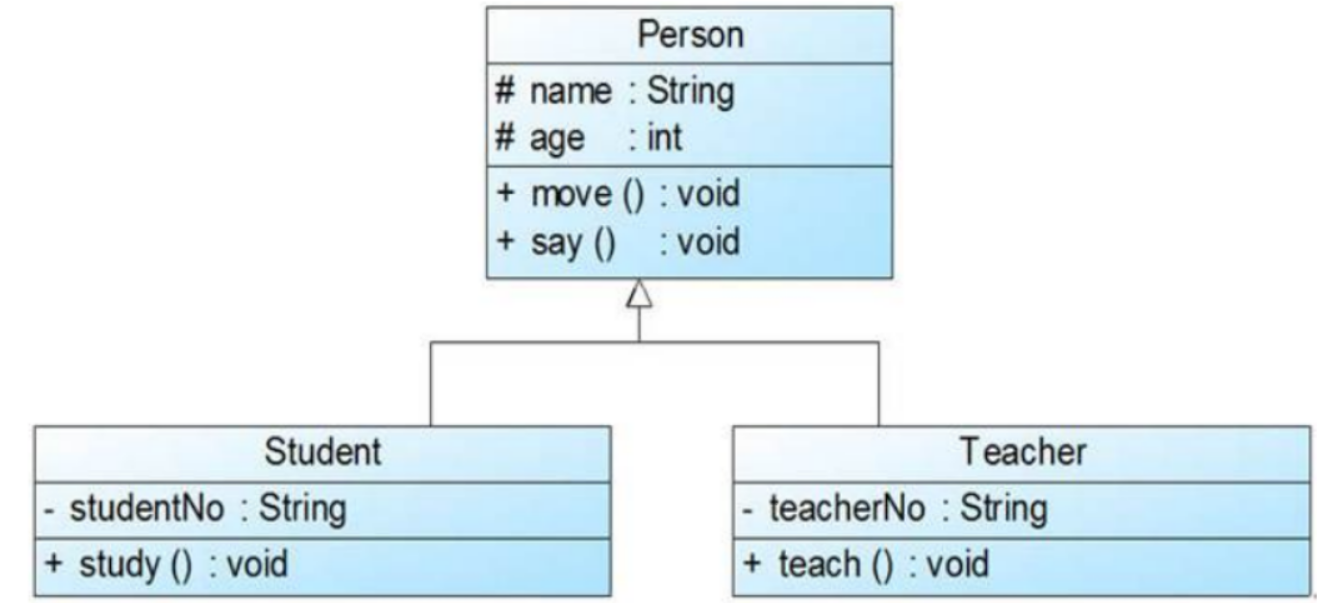 Person
# name : String
# age : int
+ move () : void
+ say () : void
Student
- studentNo : String
+ study () : void
Teacher
- teacherNo : String
+ teach () : void